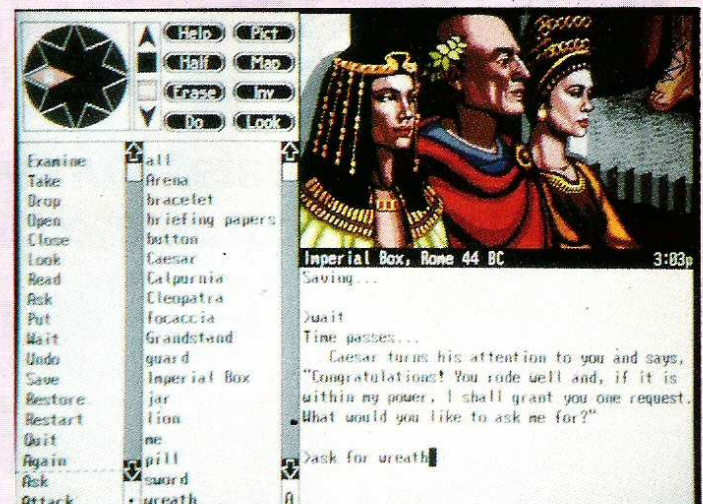 Help Pict
Half Map
Erase Inv
Do Look
Examine
Take
Drop
Open
Close
Look
Read
Ask
Put
Wait
Undo
Save
Restore
Restart
Quit
Again
Ask
Attack
all
Arena
bracelet
briefing papers
button
Caesar
Calpurnia
Cleopatra
focaccia
Grandstand
guard
Imperial Box
jar
lion
me
pill
sword
wreath
Imperial Box, Rome 44 BC 3:03p
Saving...
>wait
Time passes...
Caesar turns his attention to you and says,
"Congratulations! You rode well and, if it is
within my power, I shall grant you one request.
What would you like to ask me for?"
>ask for wreath